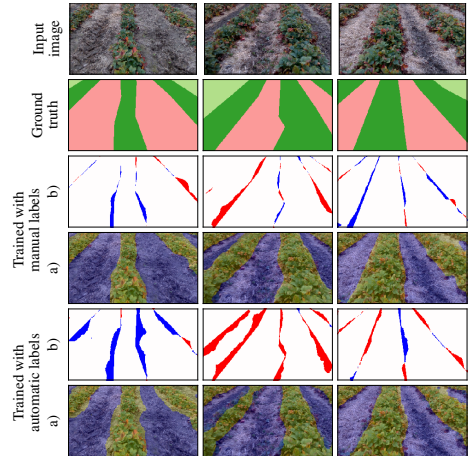 Input
image
Ground
truth
Trained with
manual labels
b)
a)
Trained with
automatic labels
b)
a)